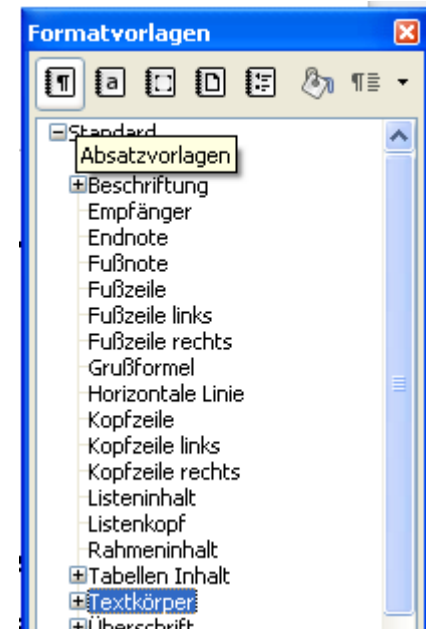 Formatvorlagen
a
Standard
Absatzvorlagen
Beschriftung
Empfänger
Endnote
Fußnote
Fußzeile
Fußzeile links
Fußzeile rechts
Grußformel
Horizontale Linie
Kopfzeile
Kopfzeile links
Kopfzeile rechts
Listeninhalt
Listenkopf
Rahmeninhalt
Tabellen Inhalt
Textkörper
Überschrift